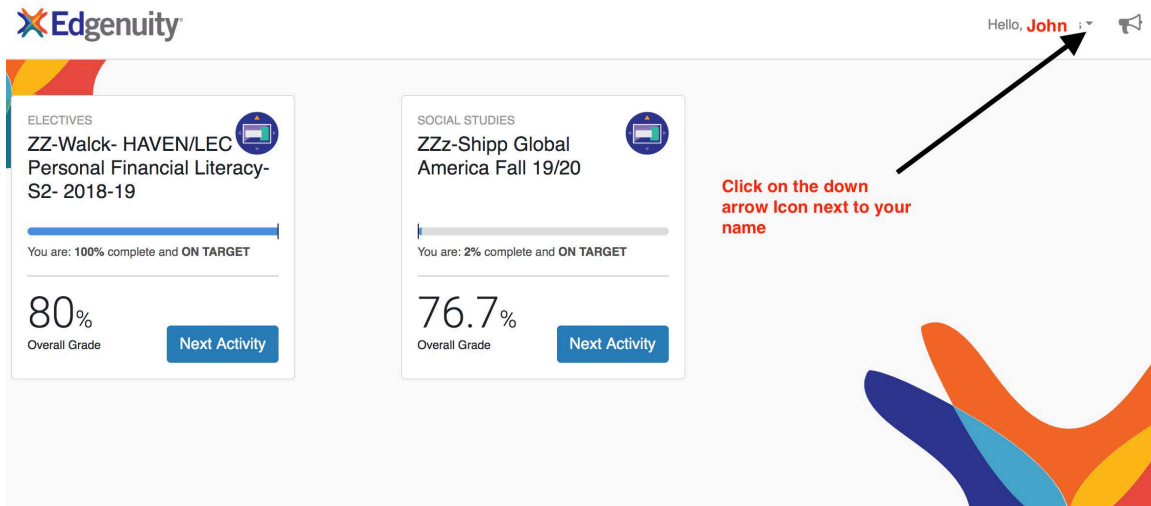 Edgenuity
Hello, John
ELECTIVES
ZZ-Walck- HAVEN/LEC
Personal Financial Literacy-
S2- 2018-19
You are: 100% complete and ON TARGET
80%
Overall Grade
Next Activity
SOCIAL STUDIES
ZZz-Shipp Global
America Fall 19/20
You are: 2% complete and ON TARGET
76.7%
Overall Grade
Next Activity
Click on the down
arrow Icon next to your
name